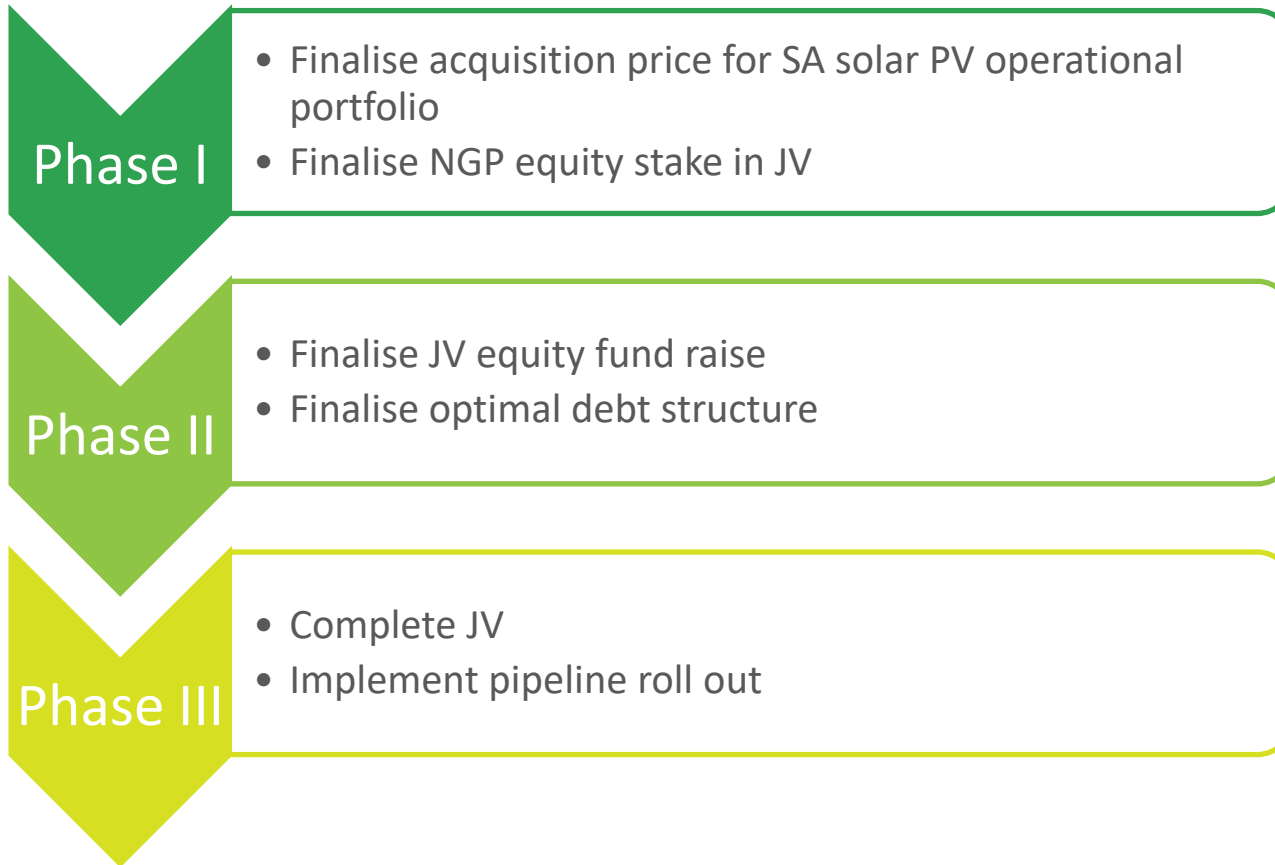 Phase I
• Finalise acquisition price for SA solar PV operational
portfolio
• Finalise NGP equity stake in JV
Phase II
• Finalise JV equity fund raise
• Finalise optimal debt structure
Phase III
• Complete JV
• Implement pipeline roll out